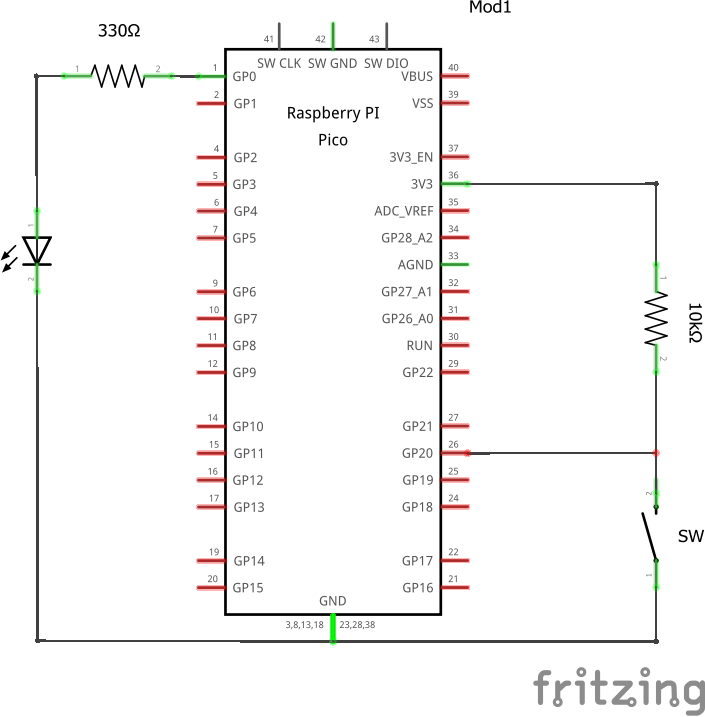 Mod1
330Ω
41 42 43
SW CLK SW GND SW DIO
1 2 1 GP0 VBUS 40
2 GP1 VSS 39
Raspberry PI
Pico
4 GP2 3V3_EN 37
5 GP3 3V3 36
6 GP4 ADC_VREF 35
7 GP5 GP28_A2 34
1
AGND 33
2
1
9 GP6 GP27_A1 32
10 GP7 GP26_A0 31
10kΩ
11 GP8 RUN 30
2
12 GP9 GP22 29
14 GP10 GP21 27
15 GP11 GP20 26
16 GP12 GP19 25
2
17 GP13 GP18 24
SW
19 GP14 GP17 22
1
20 GP15 GP16 21
GND
3,8,13,18 23,28,38
fritzing